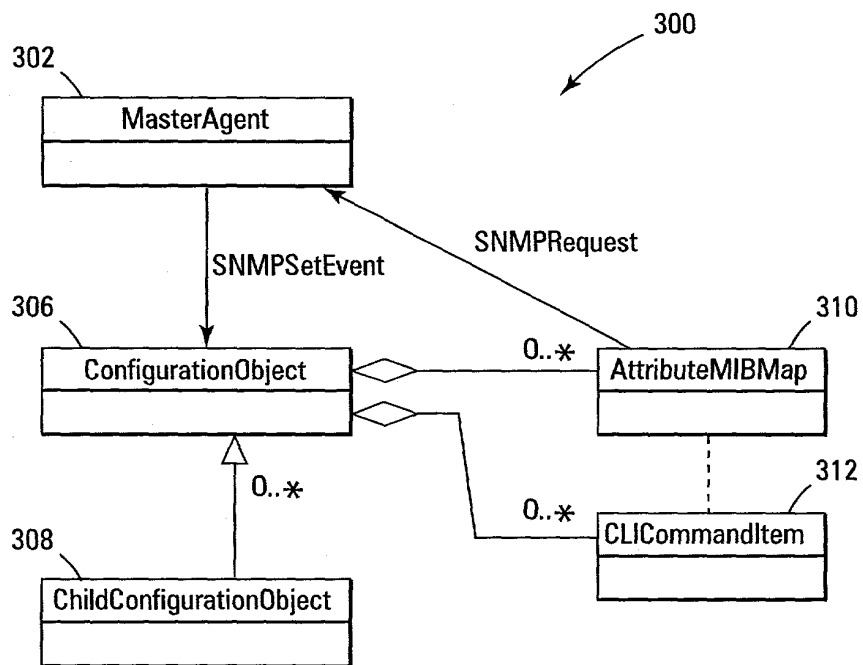 300
302
MasterAgent
SNMPRequest
SNMPSetEvent
306
310
ConfigurationObject
0..*
AttributeMIBMap
0..*
312
0..*
CLICommandItem
308
ChildConfigurationObject